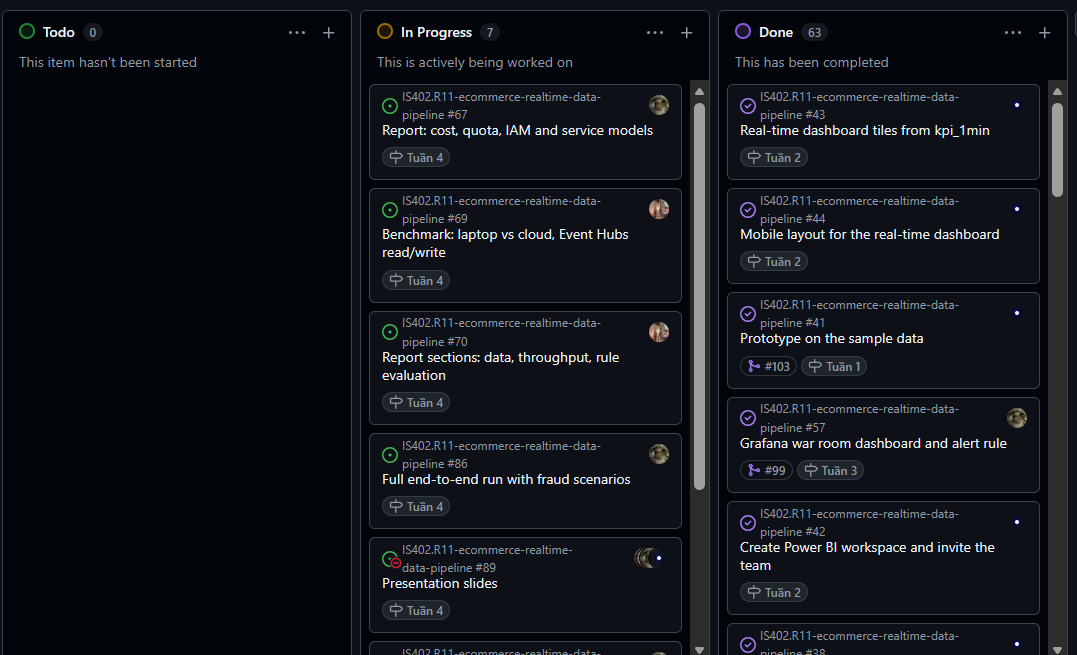 Todo 0
This item hasn't been started
In Progress 7
This is actively being worked on
IS402.R11-ecommerce-realtime-data-
pipeline #67
Report: cost, quota, IAM and service models
Tuần 4
IS402.R11-ecommerce-realtime-data-
pipeline #69
Benchmark: laptop vs cloud, Event Hubs
read/write
Tuần 4
IS402.R11-ecommerce-realtime-data-
pipeline #70
Report sections: data, throughput, rule
evaluation
Tuần 4
IS402.R11-ecommerce-realtime-data-
pipeline #86
Full end-to-end run with fraud scenarios
Tuần 4
IS402.R11-ecommerce-realtime-
data-pipeline #89
Presentation slides
Tuần 4
IS402.R11-ecommerce-realtime-data-
Done 63
This has been completed
IS402.R11-ecommerce-realtime-data-
pipeline #43
Real-time dashboard tiles from kpi_1min
Tuần 2
IS402.R11-ecommerce-realtime-data-
pipeline #44
Mobile layout for the real-time dashboard
Tuần 2
IS402.R11-ecommerce-realtime-data-
pipeline #41
Prototype on the sample data
#103 Tuần 1
IS402.R11-ecommerce-realtime-data-
pipeline #57
Grafana war room dashboard and alert rule
#99 Tuần 3
IS402.R11-ecommerce-realtime-data-
pipeline #42
Create Power BI workspace and invite the
team
Tuần 2
IS402.R11-ecommerce-realtime-data-
pipeline #38